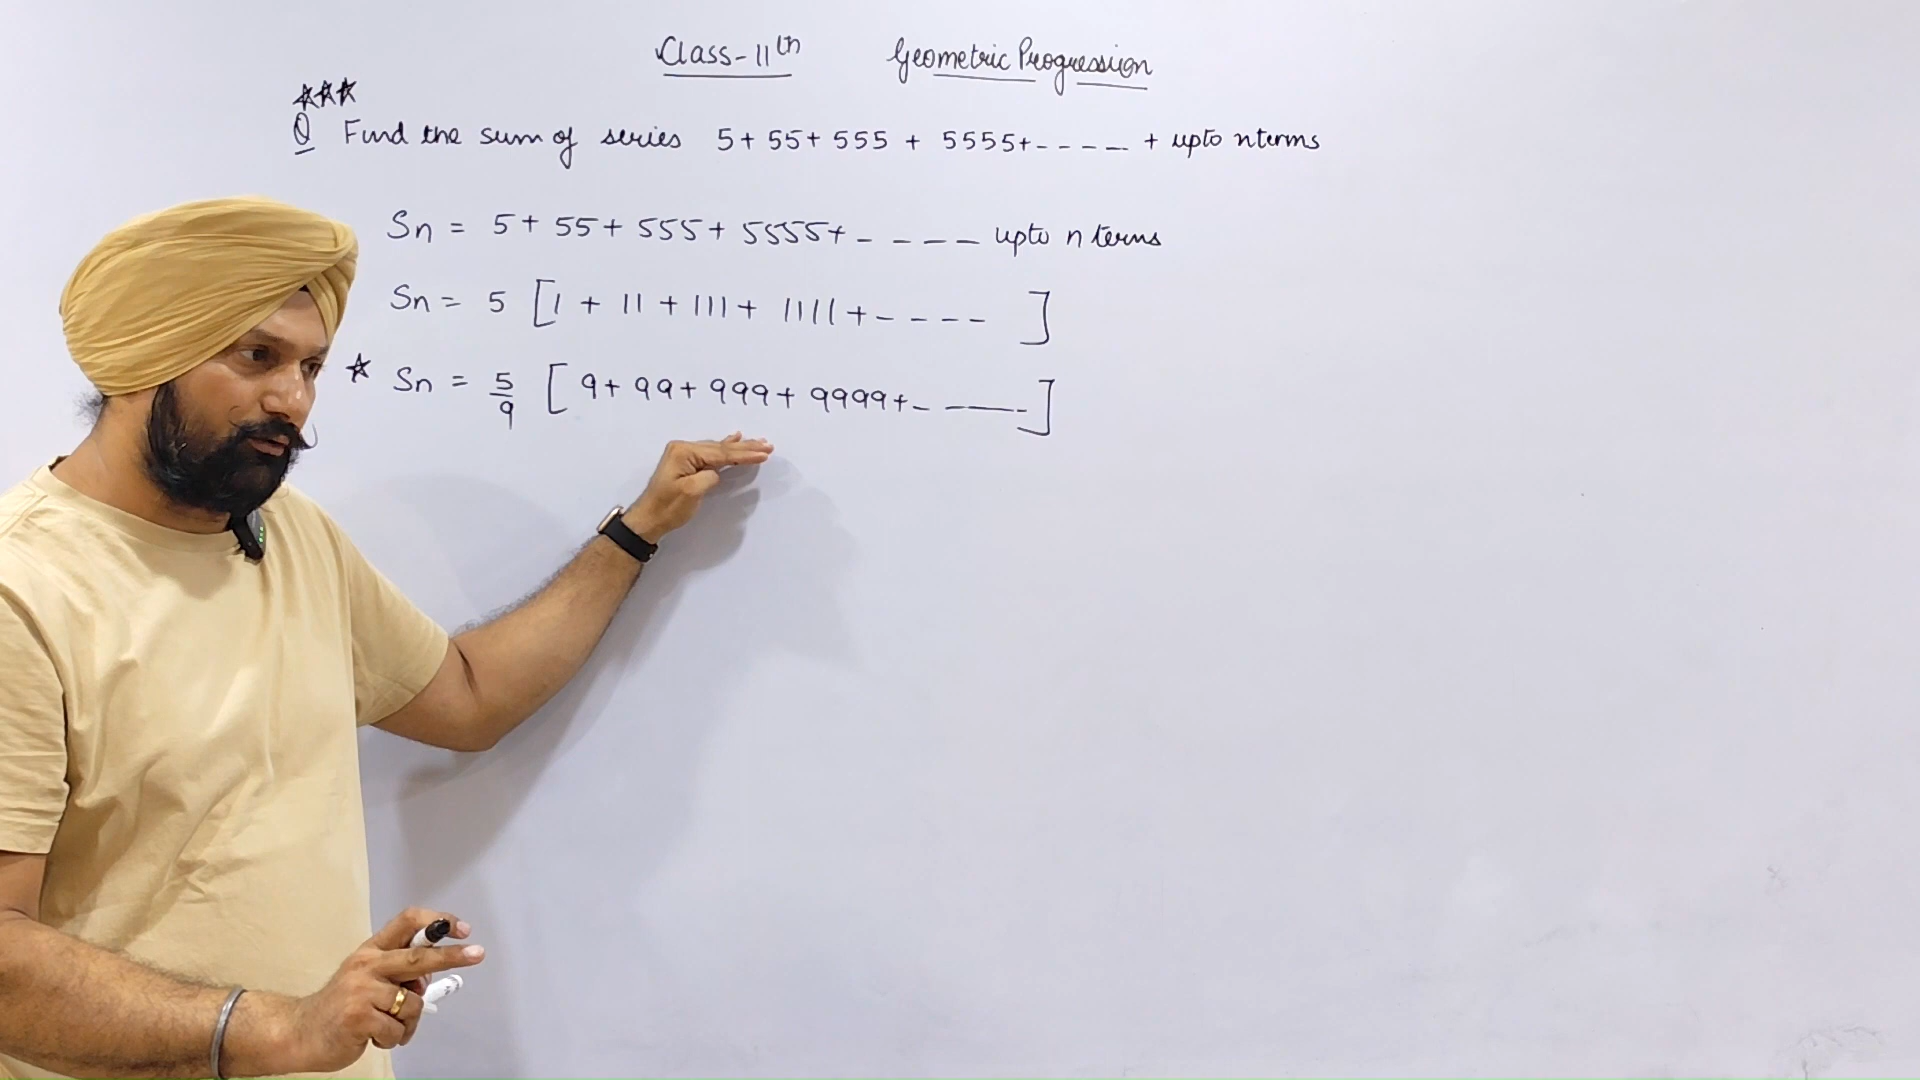 Class-11th Geometric Progression
☆☆☆
Q Find the sum of series 5+ 55+ 555 + 5555+- - - - — + upto n terms
Sn = 5+ 55+ 555+ 5555+ - - - — upto n terms
Sn = 5 [1 + 11 + 111 + 1111 + - - - - ]
☆ Sn = 5/9 [ 9+ 99+ 999+ 9999+- ——- ]